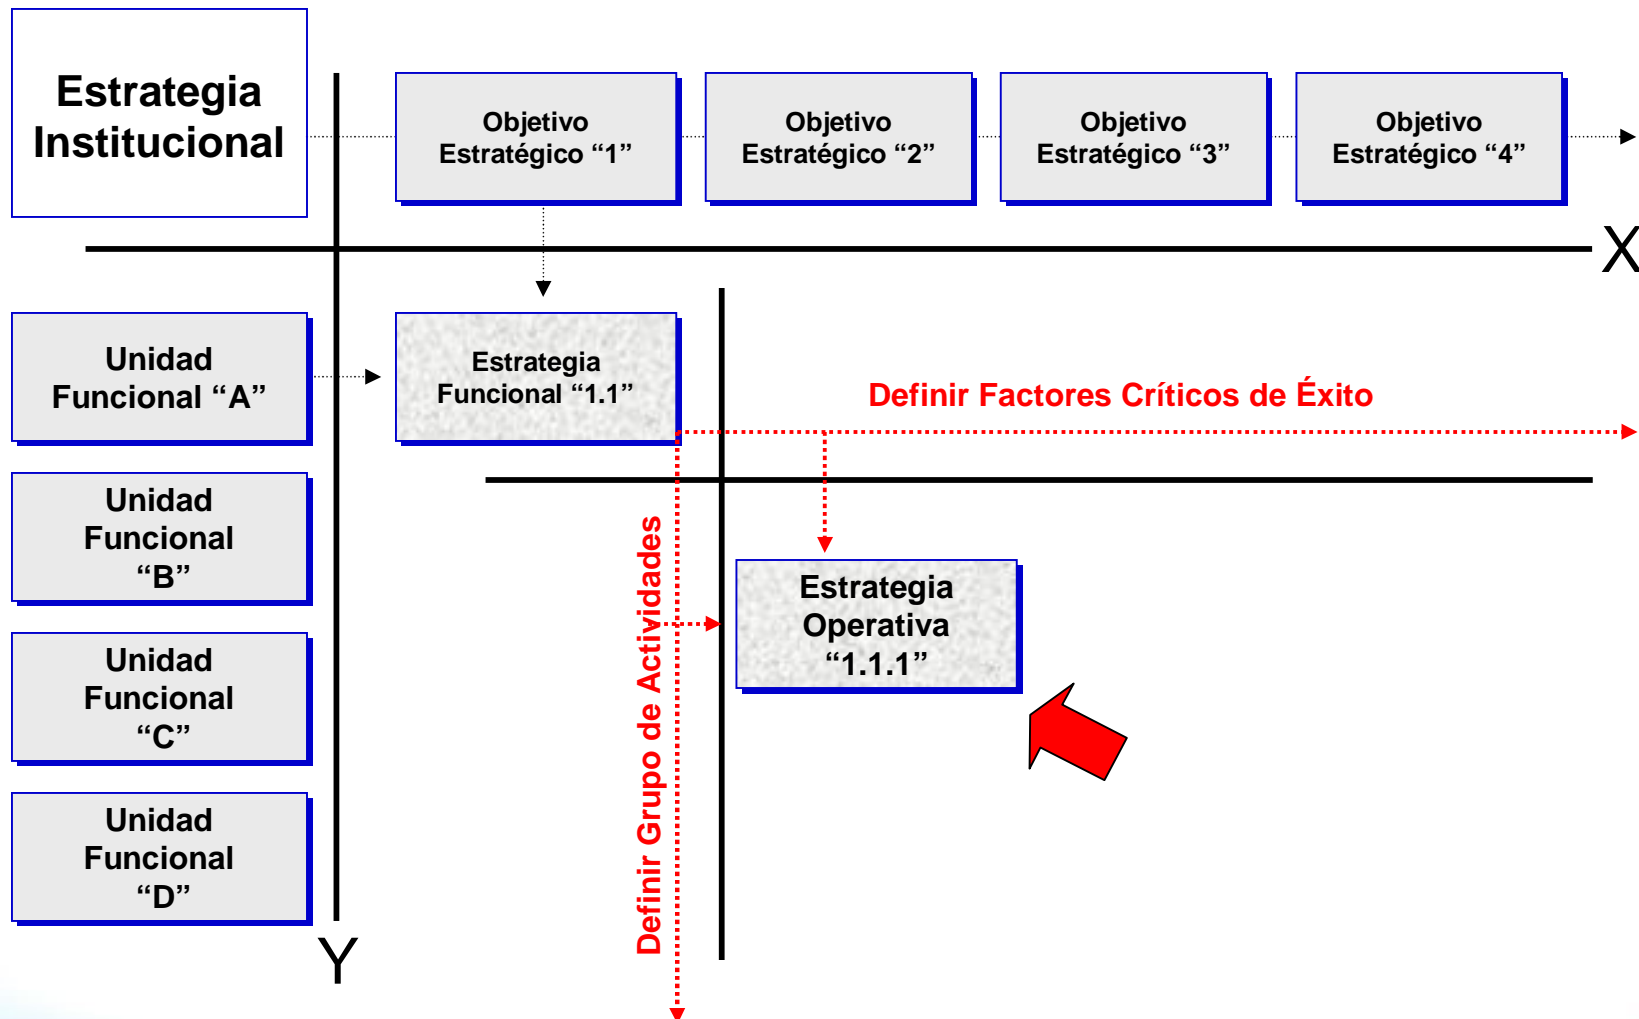 Estrategia
Institucional
Objetivo
Estratégico “1”
Objetivo
Estratégico “2”
Objetivo
Estratégico “3”
Objetivo
Estratégico “4”
X
Unidad
Funcional “A”
Estrategia
Funcional “1.1”
Definir Factores Críticos de Éxito
Unidad
Funcional
“B”
Definir Grupo de Actividades
Estrategia
Operativa
“1.1.1”
Unidad
Funcional
“C”
Unidad
Funcional
“D”
Y